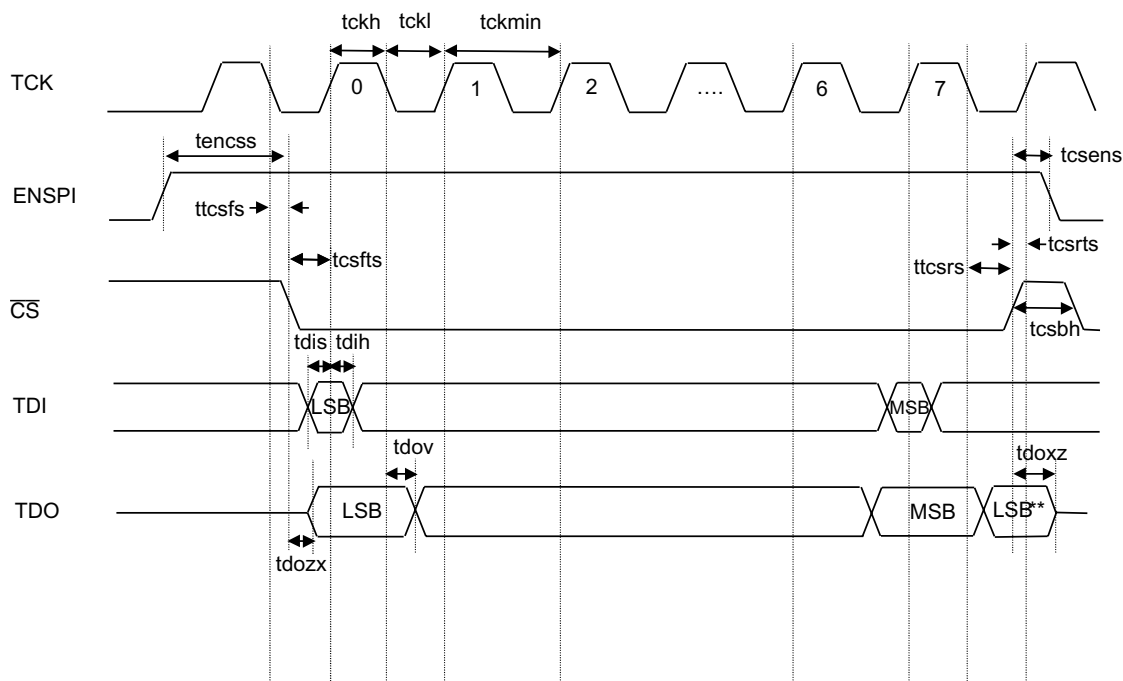 tckh tckl tckmin
TCK 0 1 2 .... 6 7
tencss tcsens
ENSPI
ttcsfs
tcsrts
tcsfts ttcsrs
CS
tcsbh
tdis tdih
TDI LSB MSB
tdov tdoxz
TDO LSB MSB LSB**
tdozx